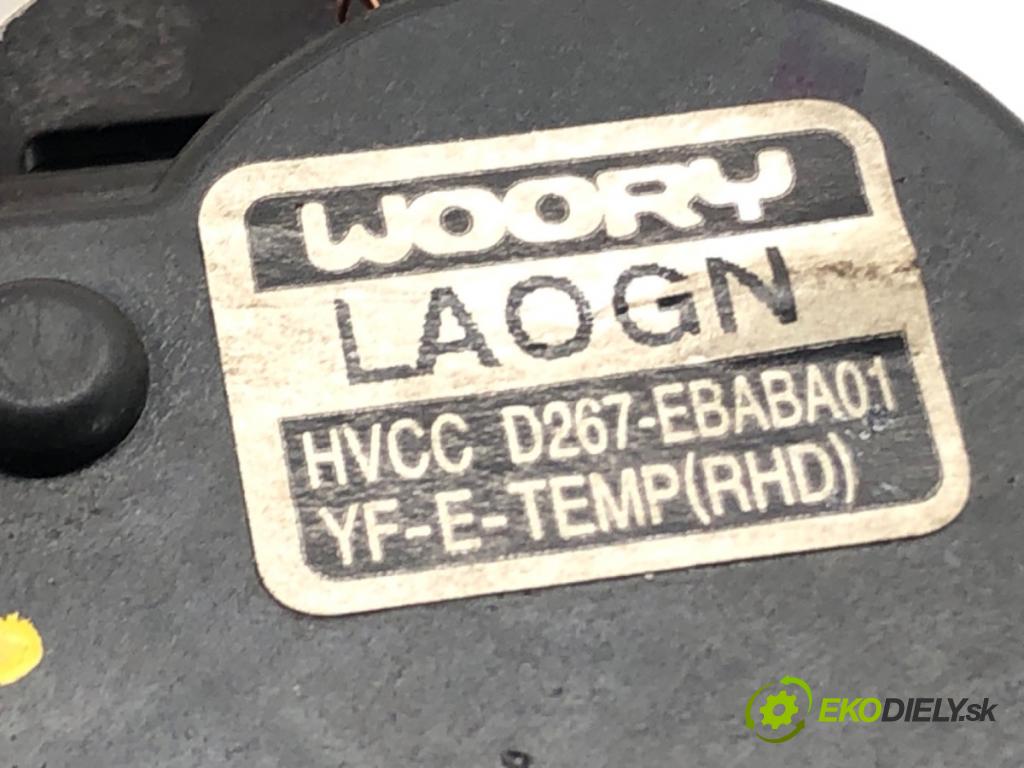 WOORY
LAOGN
HVCC D267-EBABA01
YF-E-TEMP(RHD)
EKODIELY.sk